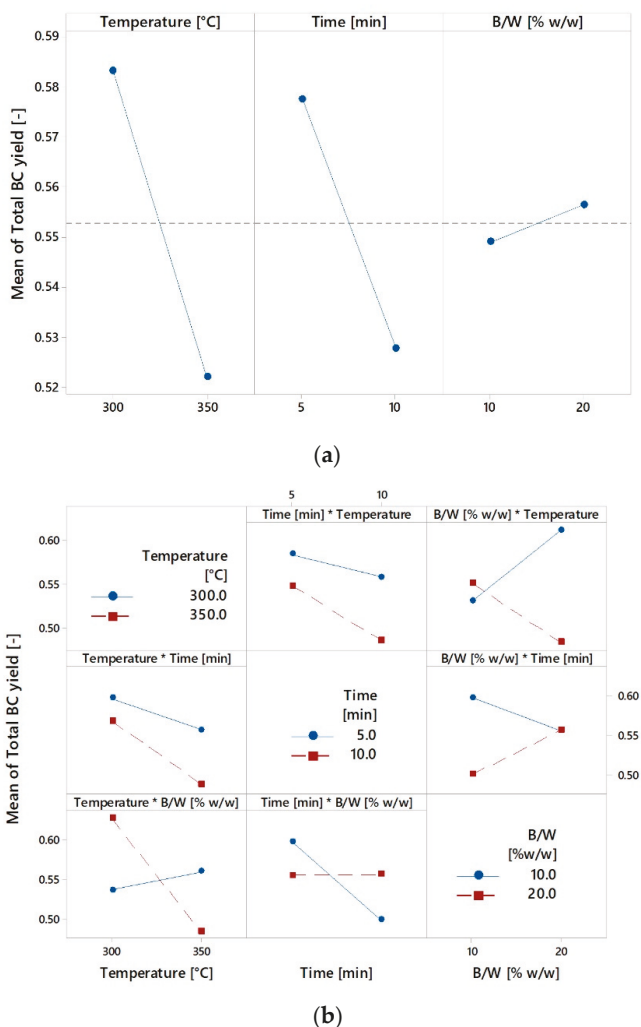 Temperature [°C] Time [min] B/W [% w/w]
0.59
0.58
0.57
0.56
0.55
0.54
0.53
0.52
Mean of Total BC yield [-]
300 350 5 10 10 20
(a)
5 10
Time [min] * Temperature B/W [% w/w] * Temperature
0.60
0.55
0.50
Temperature
[°C]
300.0
350.0
Temperature * Time [min] B/W [% w/w] * Time [min]
Time
[min]
5.0
10.0
0.60
0.55
0.50
Mean of Total BC yield [-]
Temperature * B/W [% w/w] Time [min] * B/W [% w/w]
0.60
0.55
0.50
B/W
[%w/w]
10.0
20.0
300 350 10 20
Temperature [°C] Time [min] B/W [% w/w]
(b)